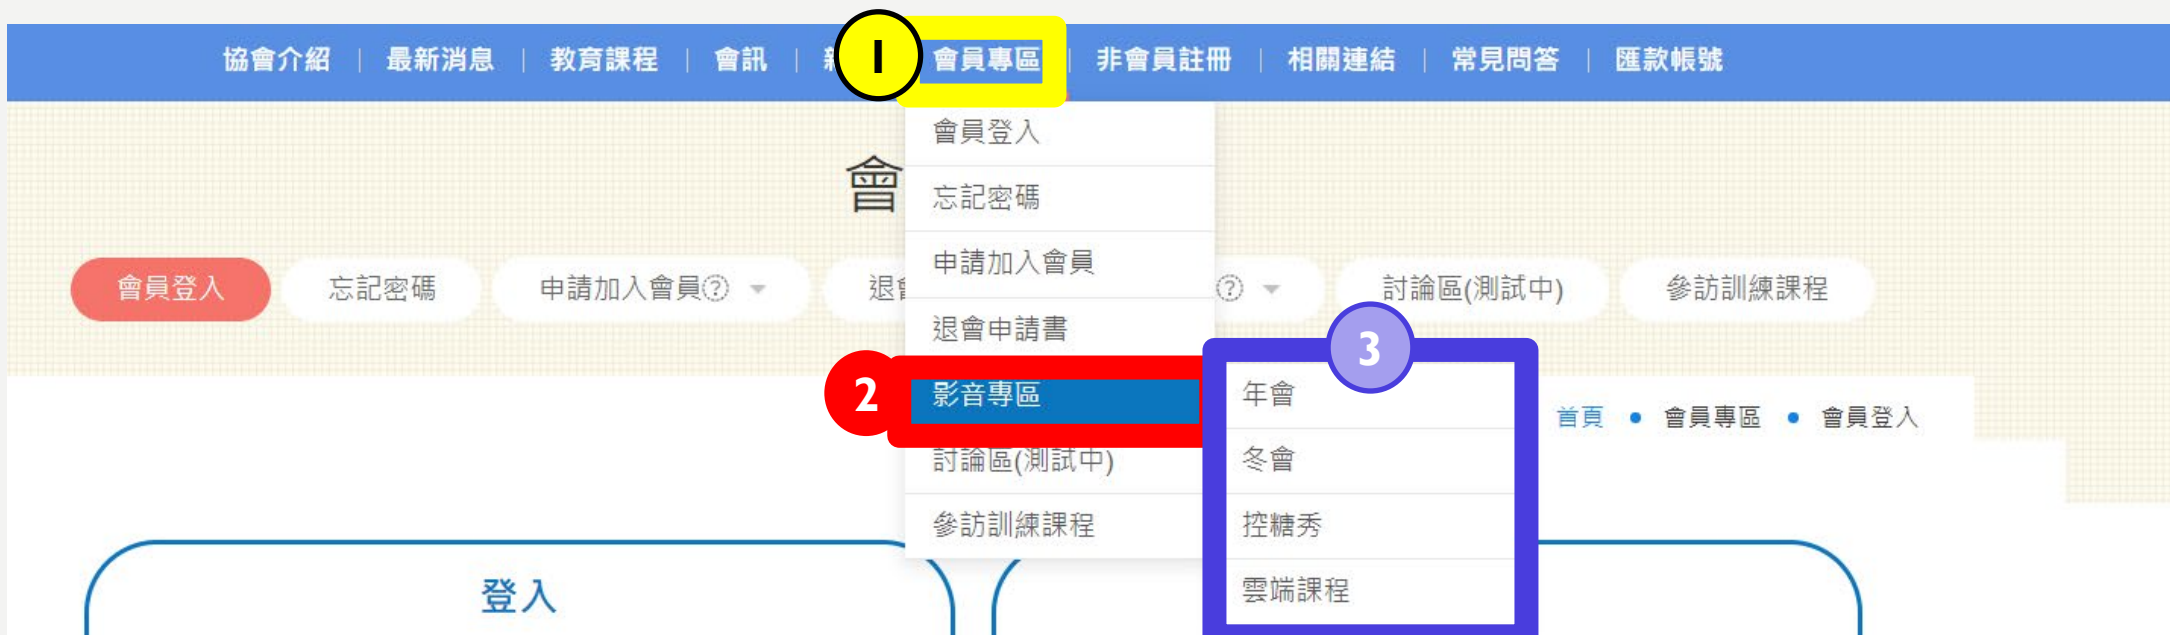 協會介紹 | 最新消息 | 教育課程 | 會訊 | 1 會員專區 | 非會員註冊 | 相關連結 | 常見問答 | 匯款帳號
會員登入
忘記密碼
申請加入會員
退會申請書
2 影音專區
討論區(測試中)
參訪訓練課程
3
年會
冬會
控糖秀
雲端課程
會
會員登入 忘記密碼 申請加入會員? 退 ? 討論區(測試中) 參訪訓練課程
首頁 • 會員專區 • 會員登入
登入